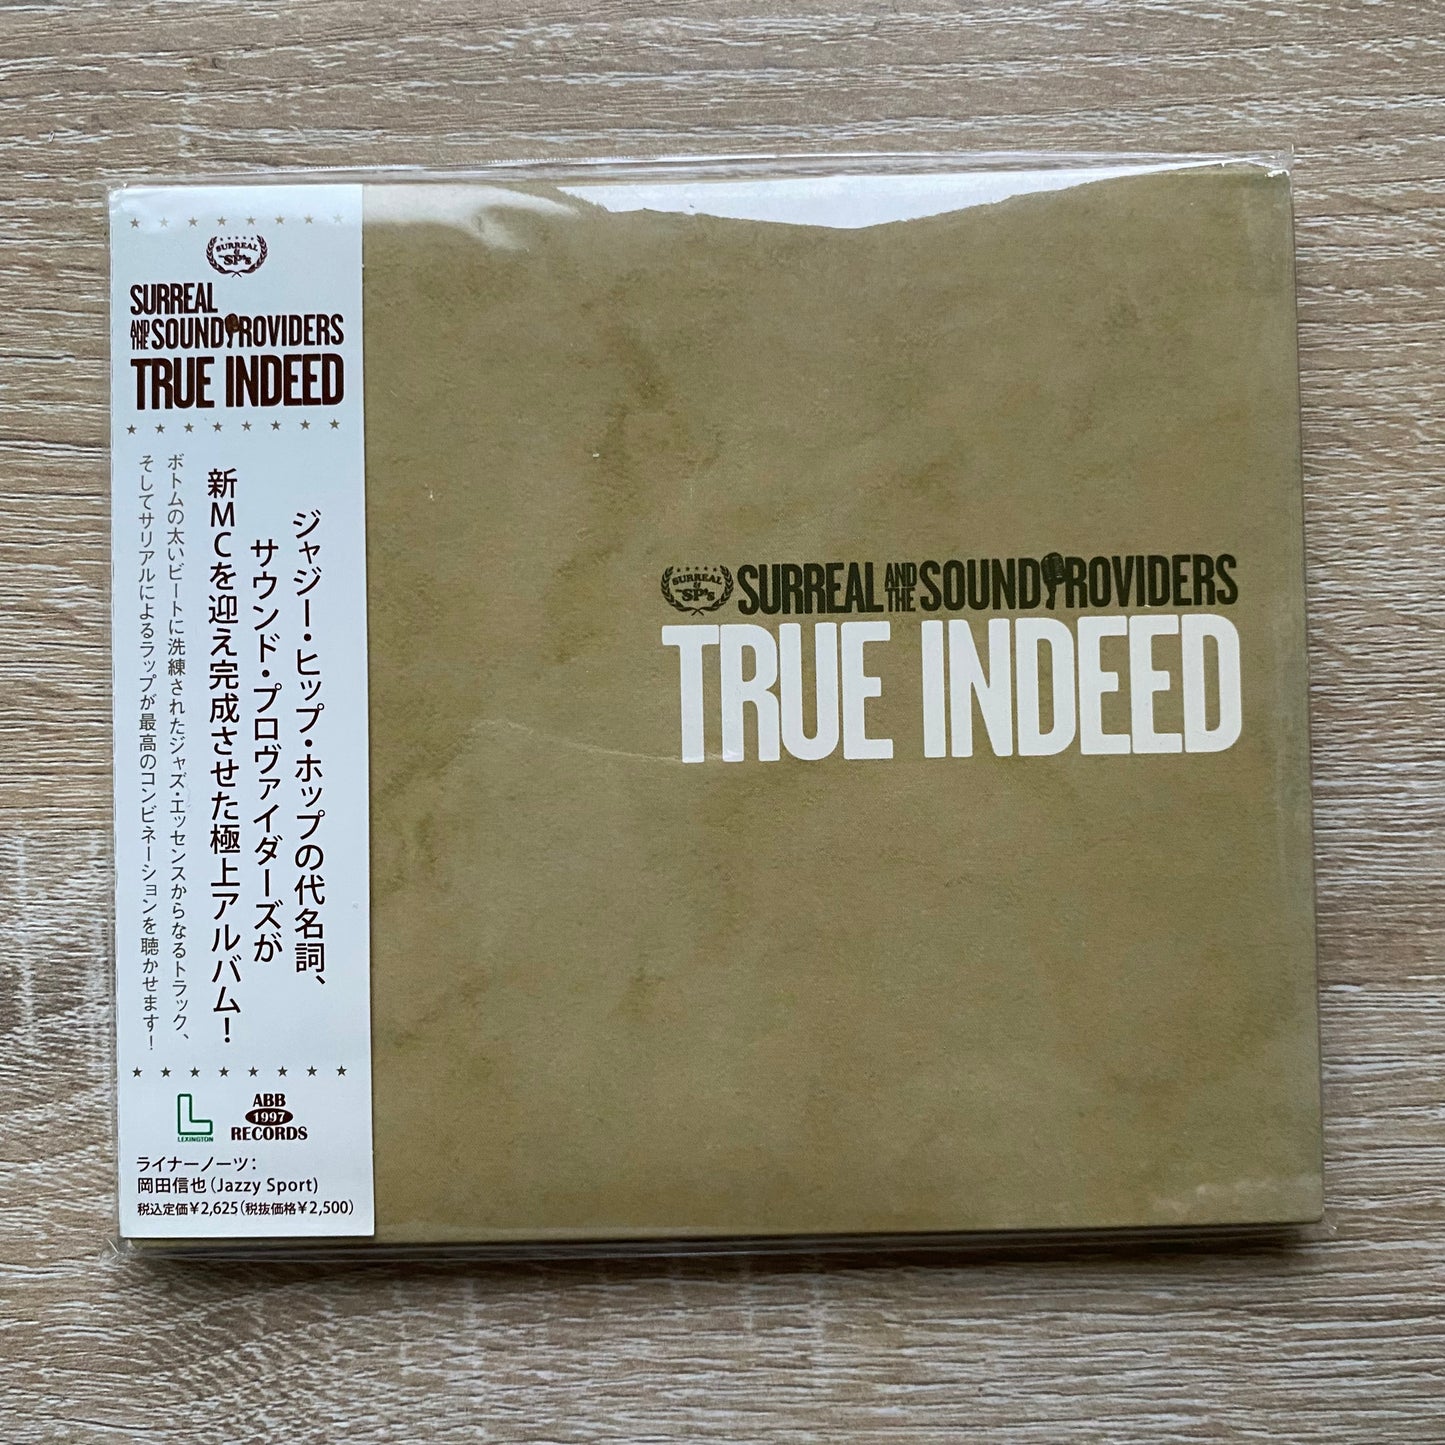 SURREAL
&
SP's
SURREAL
AND THE SOUND PROVIDERS
TRUE INDEED
ジャジー・ヒップ・ホップの代名詞、
サウンド・プロヴァイダーズが
新MCを迎え完成させた極上アルバム！
ボトムの太いビートに洗練されたジャズ・エッセンスからなるトラック、
そしてサリアルによるラップが最高のコンビネーションを聴かせます！
L
LEXINGTON
ABB
1997
RECORDS
ライナーノーツ：
岡田信也（Jazzy Sport）
税込定価￥2,625（税抜価格￥2,500）
SURREAL
&
SP's
SURREAL AND THE SOUND PROVIDERS
TRUE INDEED